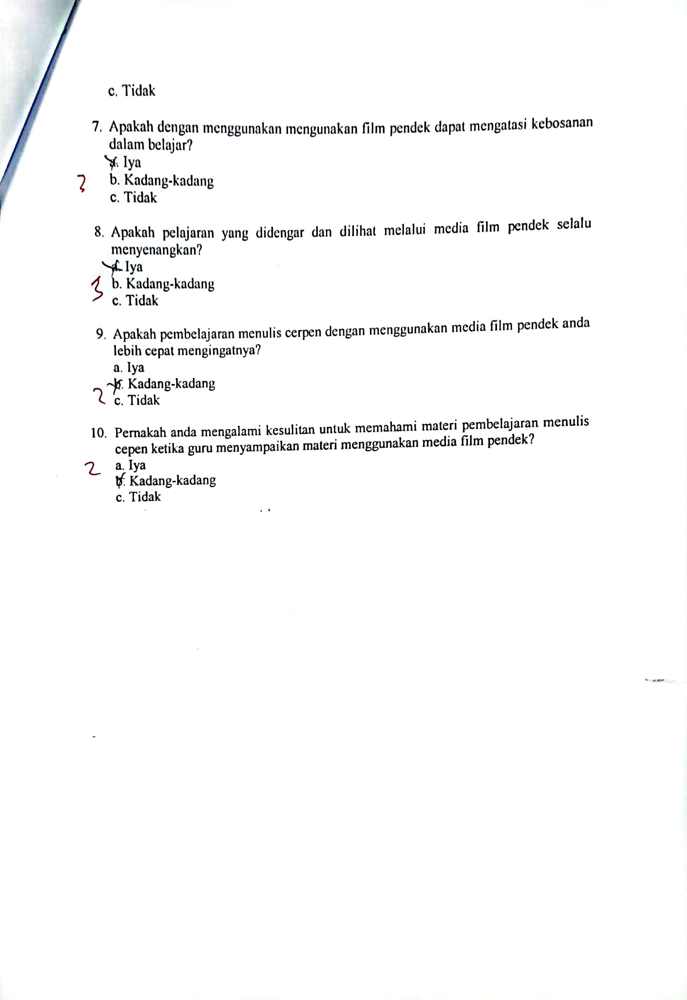 c. Tidak
7. Apakah dengan menggunakan mengunakan film pendek dapat mengatasi kebosanan
dalam belajar?
a. Iya
3
b. Kadang-kadang
c. Tidak
8. Apakah pelajaran yang didengar dan dilihat melalui media film pendek selalu
menyenangkan?
a. Iya
3
b. Kadang-kadang
c. Tidak
9. Apakah pembelajaran menulis cerpen dengan menggunakan media film pendek anda
lebih cepat mengingatnya?
a. Iya
b. Kadang-kadang
2
c. Tidak
10. Pernakah anda mengalami kesulitan untuk memahami materi pembelajaran menulis
cepen ketika guru menyampaikan materi menggunakan media film pendek?
2
a. Iya
b. Kadang-kadang
c. Tidak